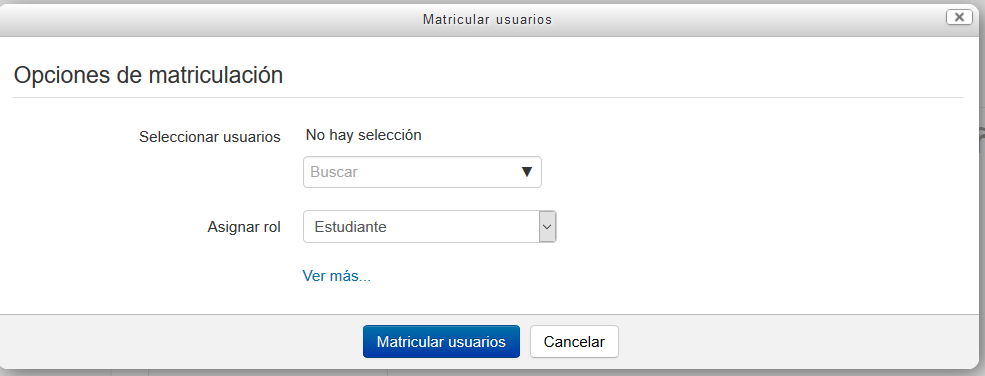 Matricular usuarios
Opciones de matriculación
Seleccionar usuarios No hay selección
Buscar
Asignar rol Estudiante
Ver más...
Matricular usuarios Cancelar